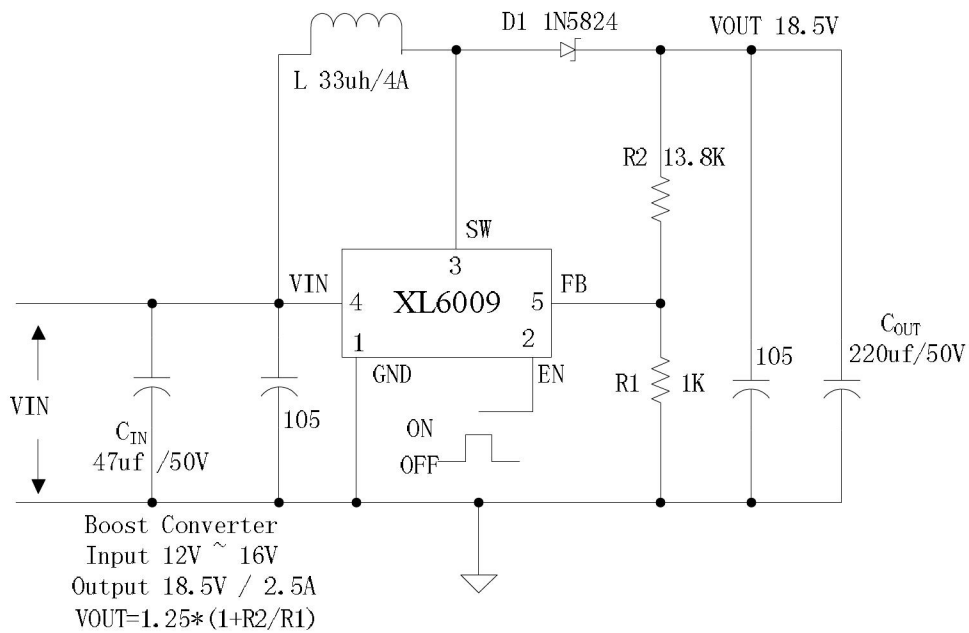 D1 1N5824
VOUT 18.5V
L 33uh/4A
R2 13.8K
SW
3
VIN
4
XL6009
5
FB
1
2
GND
EN
COUT
220uf/50V
105
R1
1K
VIN
105
CIN
47uf /50V
ON
OFF
Boost Converter
Input 12V ~ 16V
Output 18.5V / 2.5A
VOUT=1.25*(1+R2/R1)